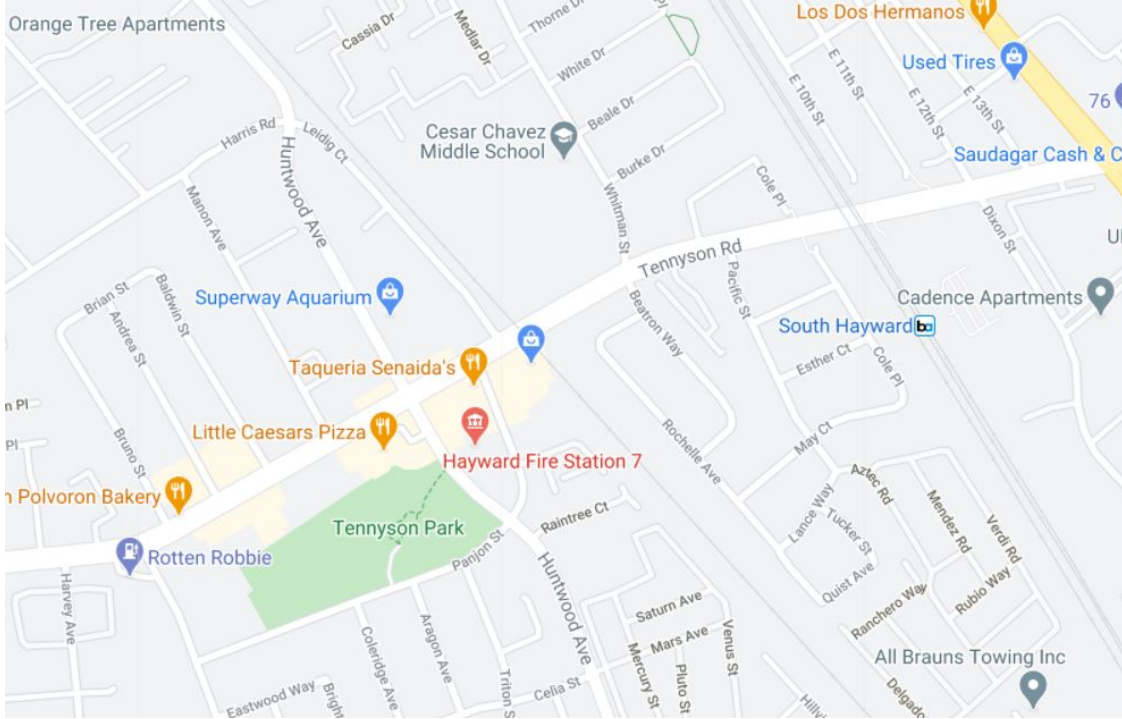 Orange Tree Apartments
Cassia Dr
Medlar Dr
Thorne Dr
Pl
White Dr
Los Dos Hermanos
Used Tires
E 10th St
E 11th St
E 12th St
E 13th St
76
Harris Rd
Leidig Ct
Huntwood Ave
Cesar Chavez
Middle School
Beale Dr
Burke Dr
Whitman St
Cole Pl
Saudagar Cash & C
Manon Ave
Tennyson Rd
Dixon St
Pacific St
Brian St
Baldwin St
Andrea St
Superway Aquarium
Beatron Way
Cadence Apartments
South Hayward
ba
Esther Ct
Cole Pl
Taqueria Senaida's
n Pl
Pl
Bruno St
Little Caesars Pizza
Hayward Fire Station 7
Rochelle Ave
May Ct
n Polvoron Bakery
Aztec Rd
Mendez Rd
Verdi Rd
Lance Way
Tucker St
Tennyson Park
Raintree Ct
Panjon St
Rotten Robbie
Harvey Ave
Huntwood Ave
Quist Ave
Ranchero Way
Rubio Way
Saturn Ave
Mars Ave
Venus St
Coleridge Ave
Aragon Ave
Triton S
Celia St
Mercury St
Pluto St
All Brauns Towing Inc
Eastwood Way
Bright
Delgado
Hilly